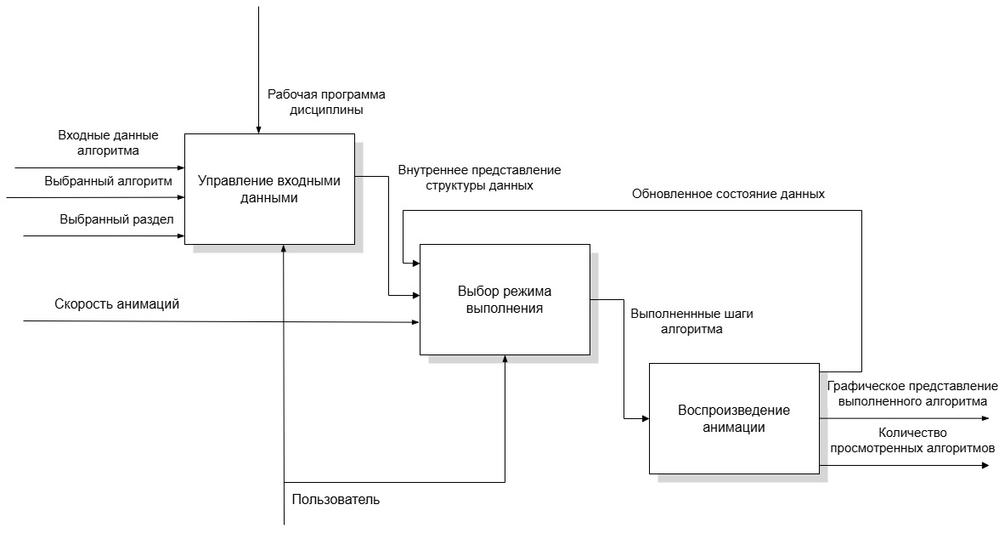 Рабочая программа
дисциплины
Входные данные
алгоритма
Выбранный алгоритм
Выбранный раздел
Управление входными
данными
Внутреннее представление
структуры данных
Обновленное состояние данных
Скорость анимаций
Выбор режима
выполнения
Выполненнные шаги
алгоритма
Воспроизведение
анимации
Графическое представление
выполненного алгоритма
Количество
просмотренных алгоритмов
Пользователь